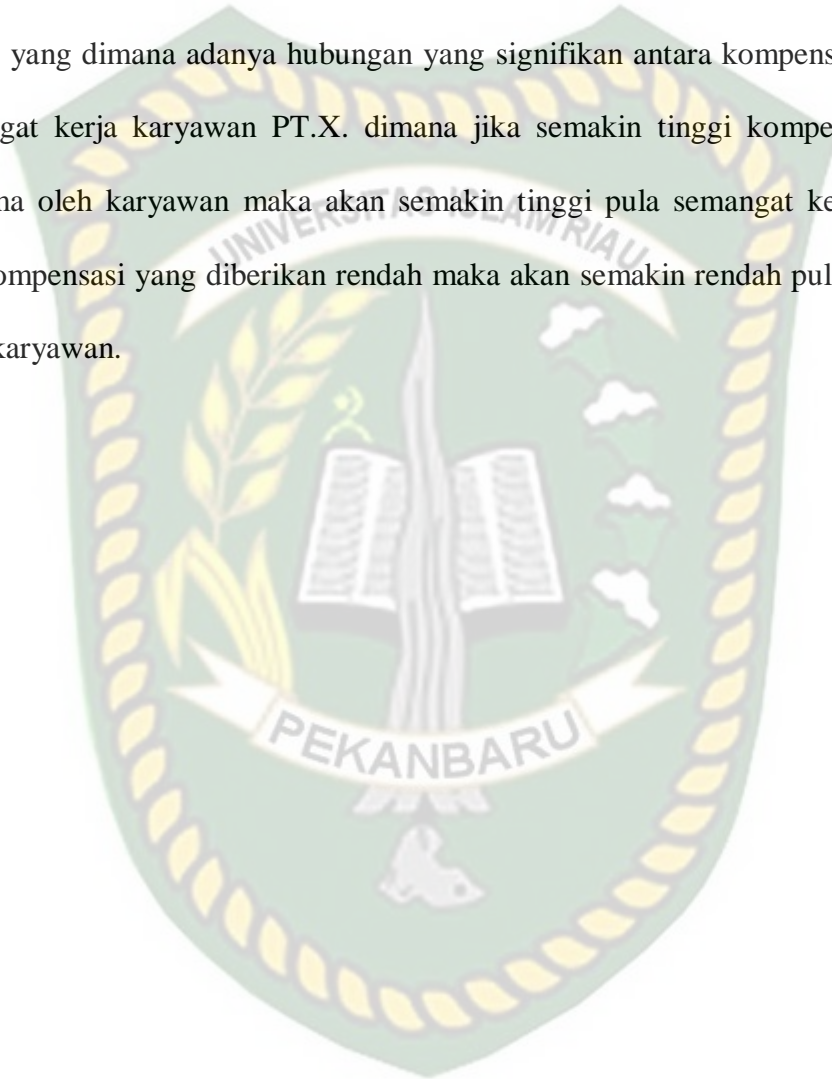 yang dimana adanya hubungan yang signifikan antara kompens
gat kerja karyawan PT.X. dimana jika semakin tinggi kompe
na oleh karyawan maka akan semakin tinggi pula semangat ke
ompensasi yang diberikan rendah maka akan semakin rendah pul
karyawan.
UNIVERSITAS ISLAM RIAU
PEKANBARU